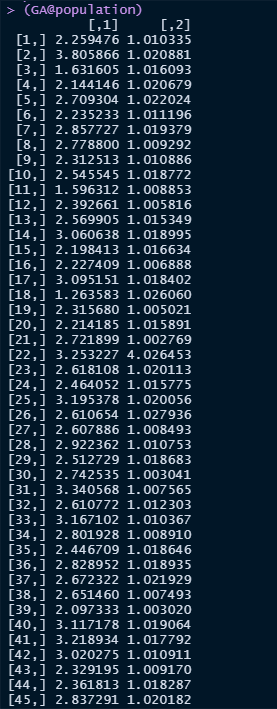 > (GA@population)
[,1] [,2]
[1,] 2.259476 1.010335
[2,] 3.805866 1.020881
[3,] 1.631605 1.016093
[4,] 2.144146 1.020679
[5,] 2.709304 1.022024
[6,] 2.235233 1.011196
[7,] 2.857727 1.019379
[8,] 2.778800 1.009292
[9,] 2.312513 1.010886
[10,] 2.545545 1.018772
[11,] 1.596312 1.008853
[12,] 2.392661 1.005816
[13,] 2.569905 1.015349
[14,] 3.060638 1.018995
[15,] 2.198413 1.016634
[16,] 2.227409 1.006888
[17,] 3.095151 1.018402
[18,] 1.263583 1.026060
[19,] 2.315680 1.005021
[20,] 2.214185 1.015891
[21,] 2.721899 1.002769
[22,] 3.253227 4.026453
[23,] 2.618108 1.020113
[24,] 2.464052 1.015775
[25,] 3.195378 1.020056
[26,] 2.610654 1.027936
[27,] 2.607886 1.008493
[28,] 2.922362 1.010753
[29,] 2.512729 1.018683
[30,] 2.742535 1.003041
[31,] 3.340568 1.007565
[32,] 2.610772 1.012303
[33,] 3.167102 1.010367
[34,] 2.801928 1.008910
[35,] 2.446709 1.018646
[36,] 2.828952 1.018935
[37,] 2.672322 1.021929
[38,] 2.651460 1.007493
[39,] 2.097333 1.003020
[40,] 3.117178 1.019064
[41,] 3.218934 1.017792
[42,] 3.020275 1.010911
[43,] 2.329195 1.009170
[44,] 2.361813 1.018287
[45,] 2.837291 1.020182